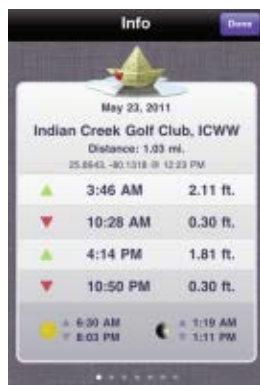 Info
Done
May 23, 2011
Indian Creek Golf Club, ICWW
Distance: 1.03 mi.
25.8643, -80.1318 @ 12:23 PM
3:46 AM 2.11 ft.
10:28 AM 0.30 ft.
4:14 PM 1.81 ft.
10:50 PM 0.30 ft.
6:30 AM 1:19 AM
8:03 PM 1:11 PM